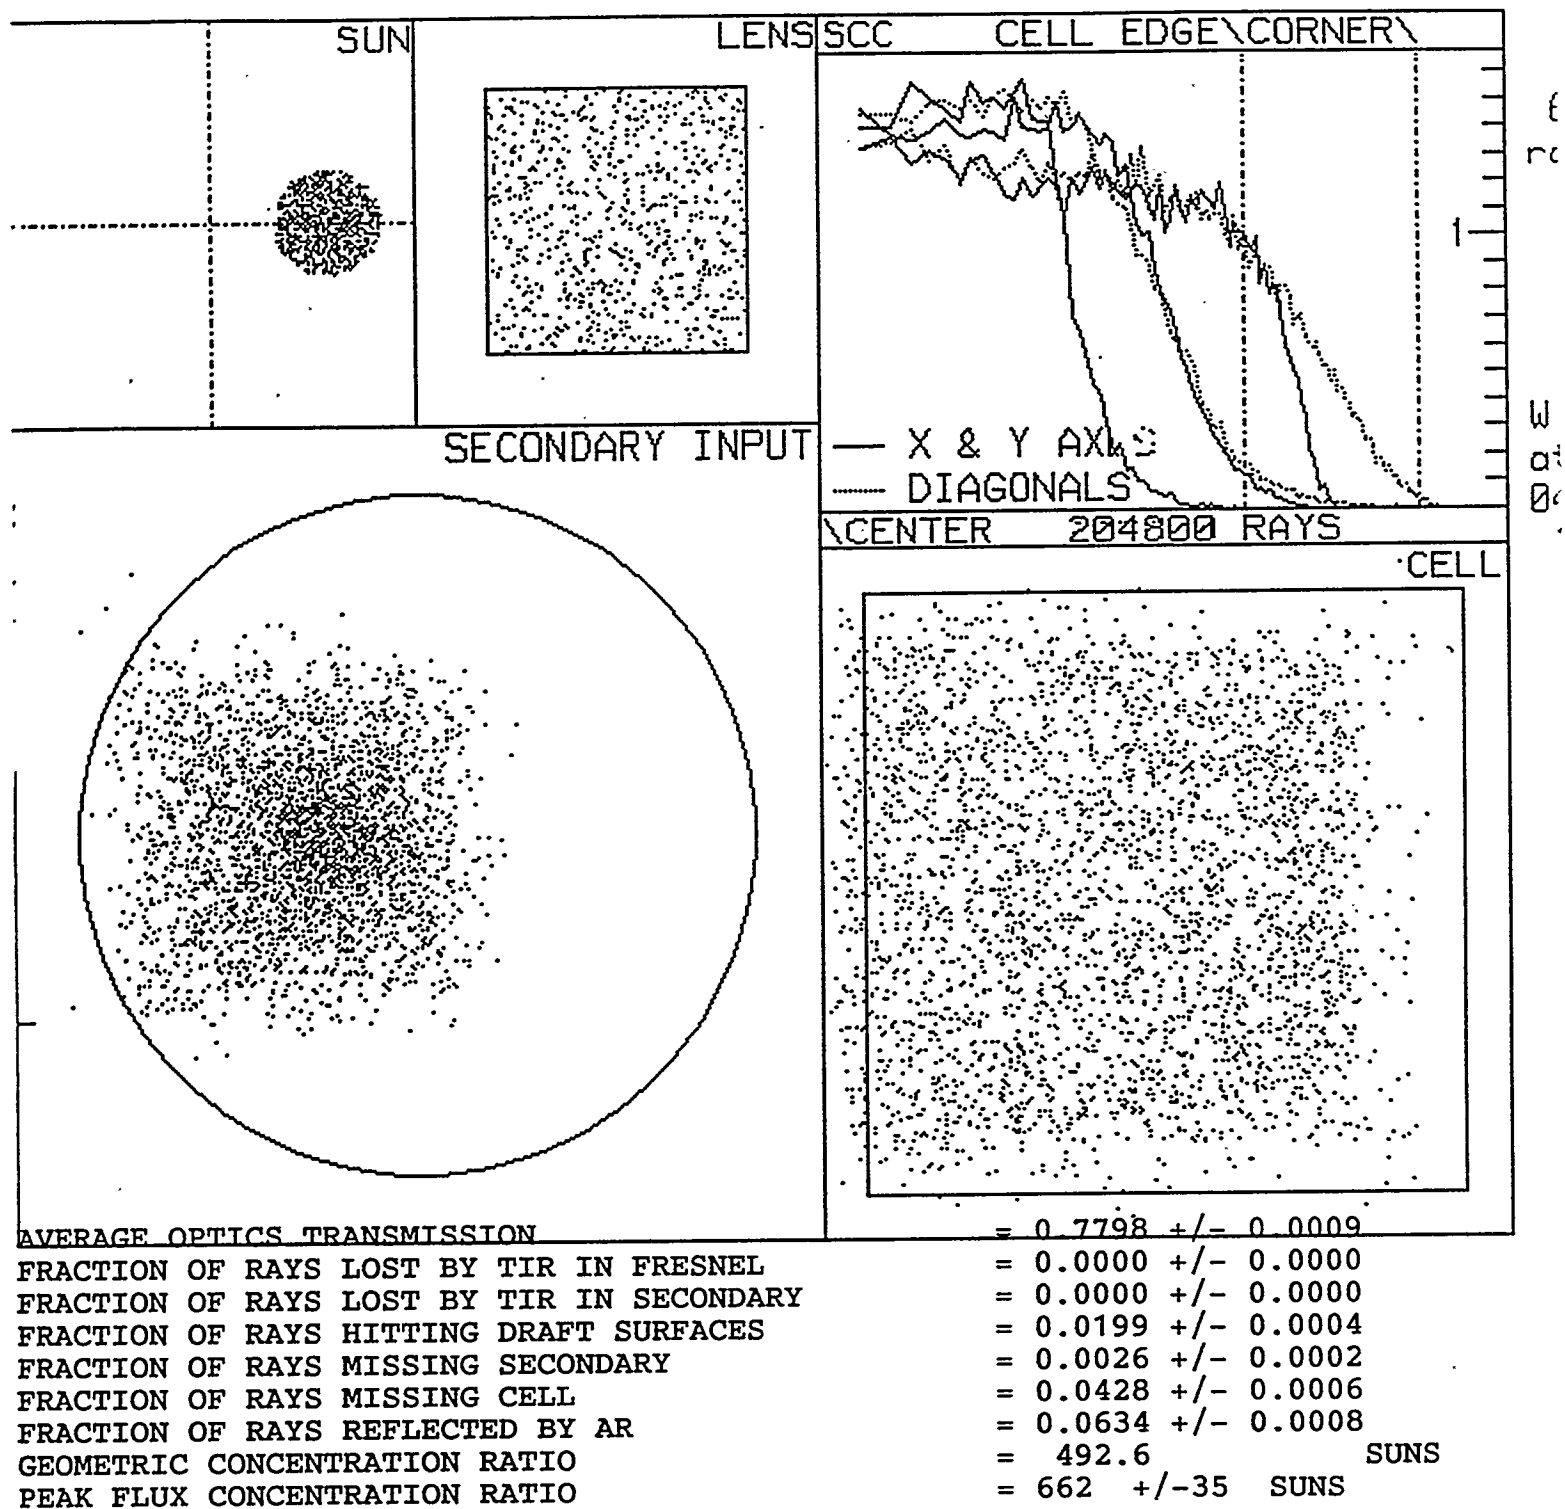 SUN
LENS
SCC CELL EDGE\CORNER\
1
X & Y AXIS
DIAGONALS
W
\CENTER 204800 RAYS
SECONDARY INPUT
CELL
AVERAGE OPTICS TRANSMISSION = 0.7798 +/- 0.0009
FRACTION OF RAYS LOST BY TIR IN FRESNEL = 0.0000 +/- 0.0000
FRACTION OF RAYS LOST BY TIR IN SECONDARY = 0.0000 +/- 0.0000
FRACTION OF RAYS HITTING DRAFT SURFACES = 0.0199 +/- 0.0004
FRACTION OF RAYS MISSING SECONDARY = 0.0026 +/- 0.0002
FRACTION OF RAYS MISSING CELL = 0.0428 +/- 0.0006
FRACTION OF RAYS REFLECTED BY AR = 0.0634 +/- 0.0008
GEOMETRIC CONCENTRATION RATIO = 492.6 SUNS
PEAK FLUX CONCENTRATION RATIO = 662 +/-35 SUNS